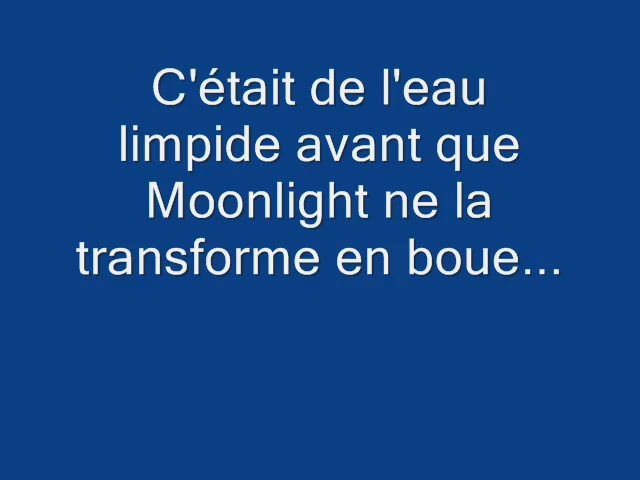 C'était de l'eau
limpide avant que
Moonlight ne la
transforme en boue...